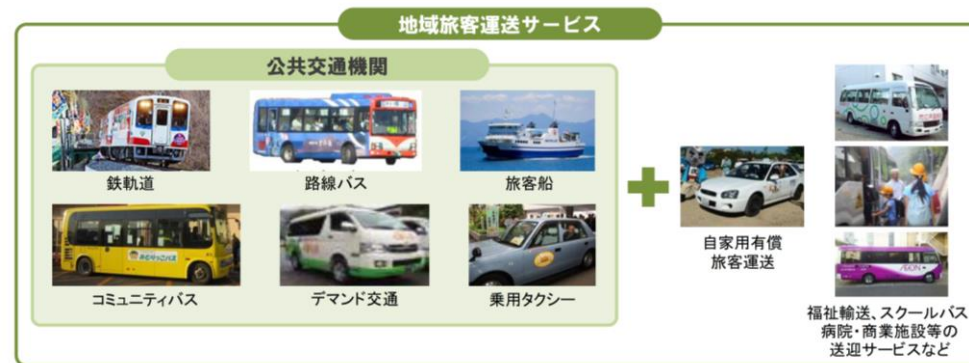 地域旅客運送サービス
公共交通機関
鉄軌道
路線バス
旅客船
コミュニティバス
デマンド交通
乗用タクシー
自家用有償
旅客運送
ÆON
福祉輸送、スクールバス
病院・商業施設等の
送迎サービスなど